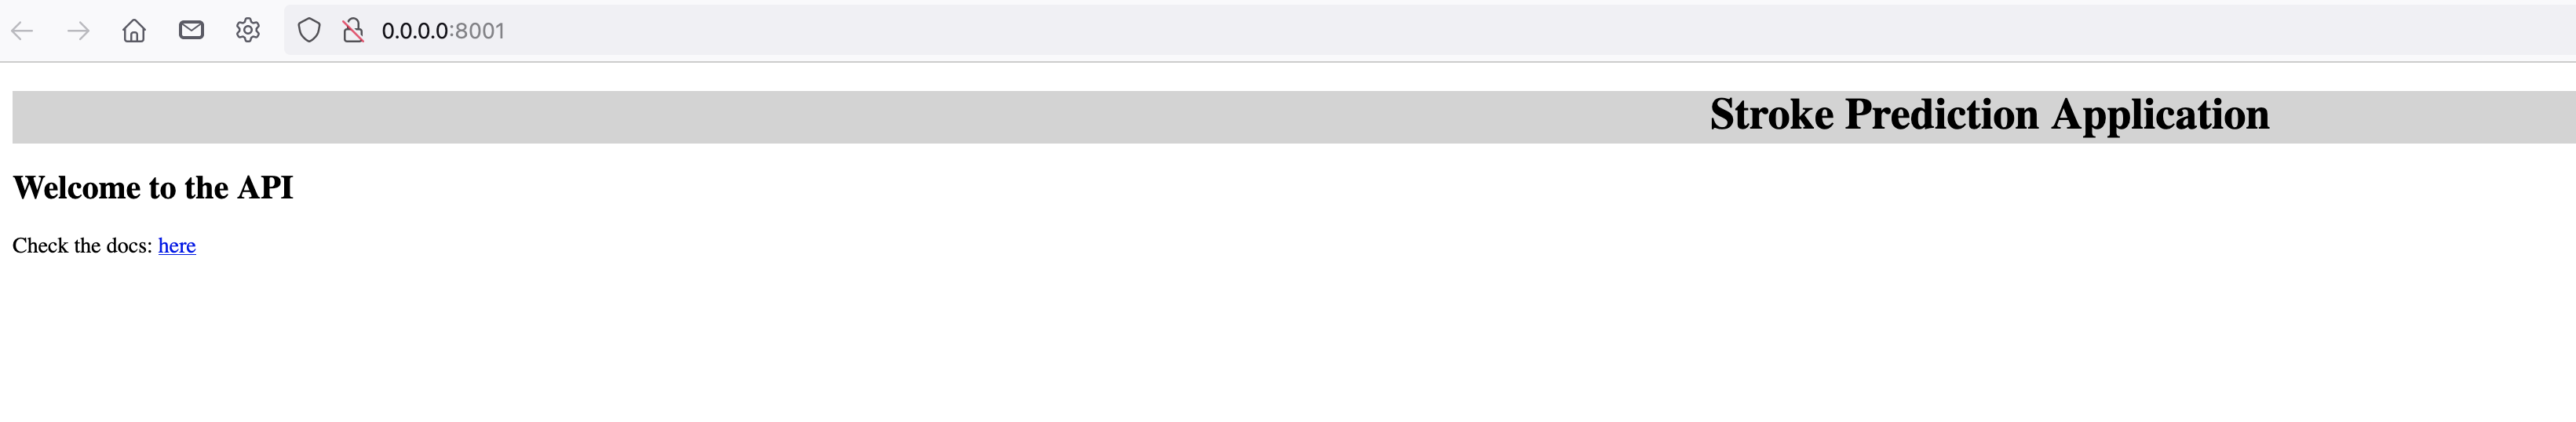 0.0.0.0:8001
Stroke Prediction Application
Welcome to the API
Check the docs: here